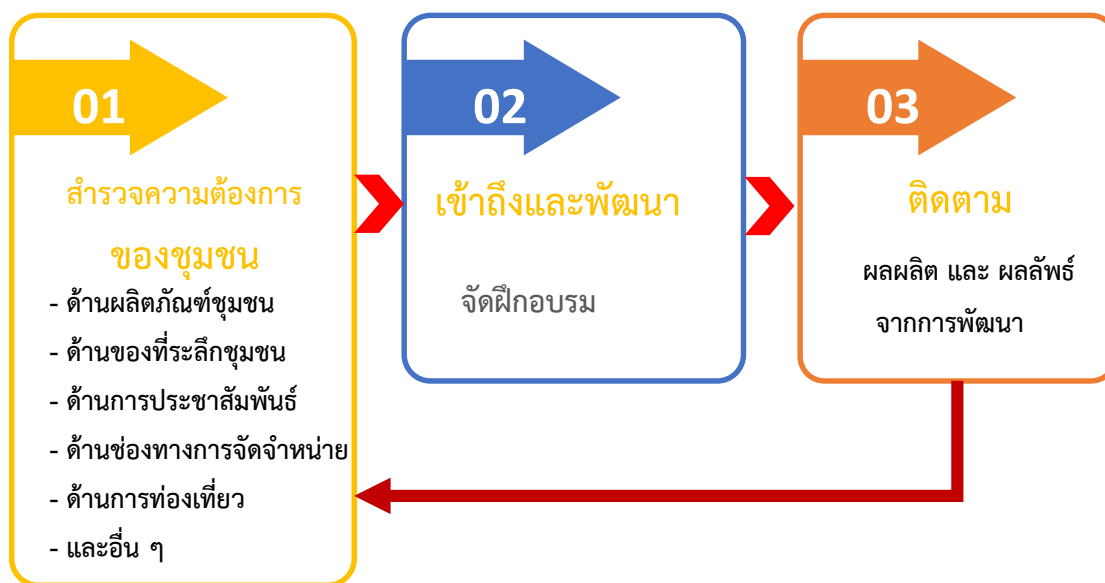 01
สำรวจความต้องการ
ของชุมชน
- ด้านผลิตภัณฑ์ชุมชน
- ด้านของที่ระลึกชุมชน
- ด้านการประชาสัมพันธ์
- ด้านช่องทางการจัดจำหน่าย
- ด้านการท่องเที่ยว
- และอื่น ๆ
02
เข้าถึงและพัฒนา
จัดฝึกอบรม
03
ติดตาม
ผลผลิต และ ผลลัพธ์
จากการพัฒนา